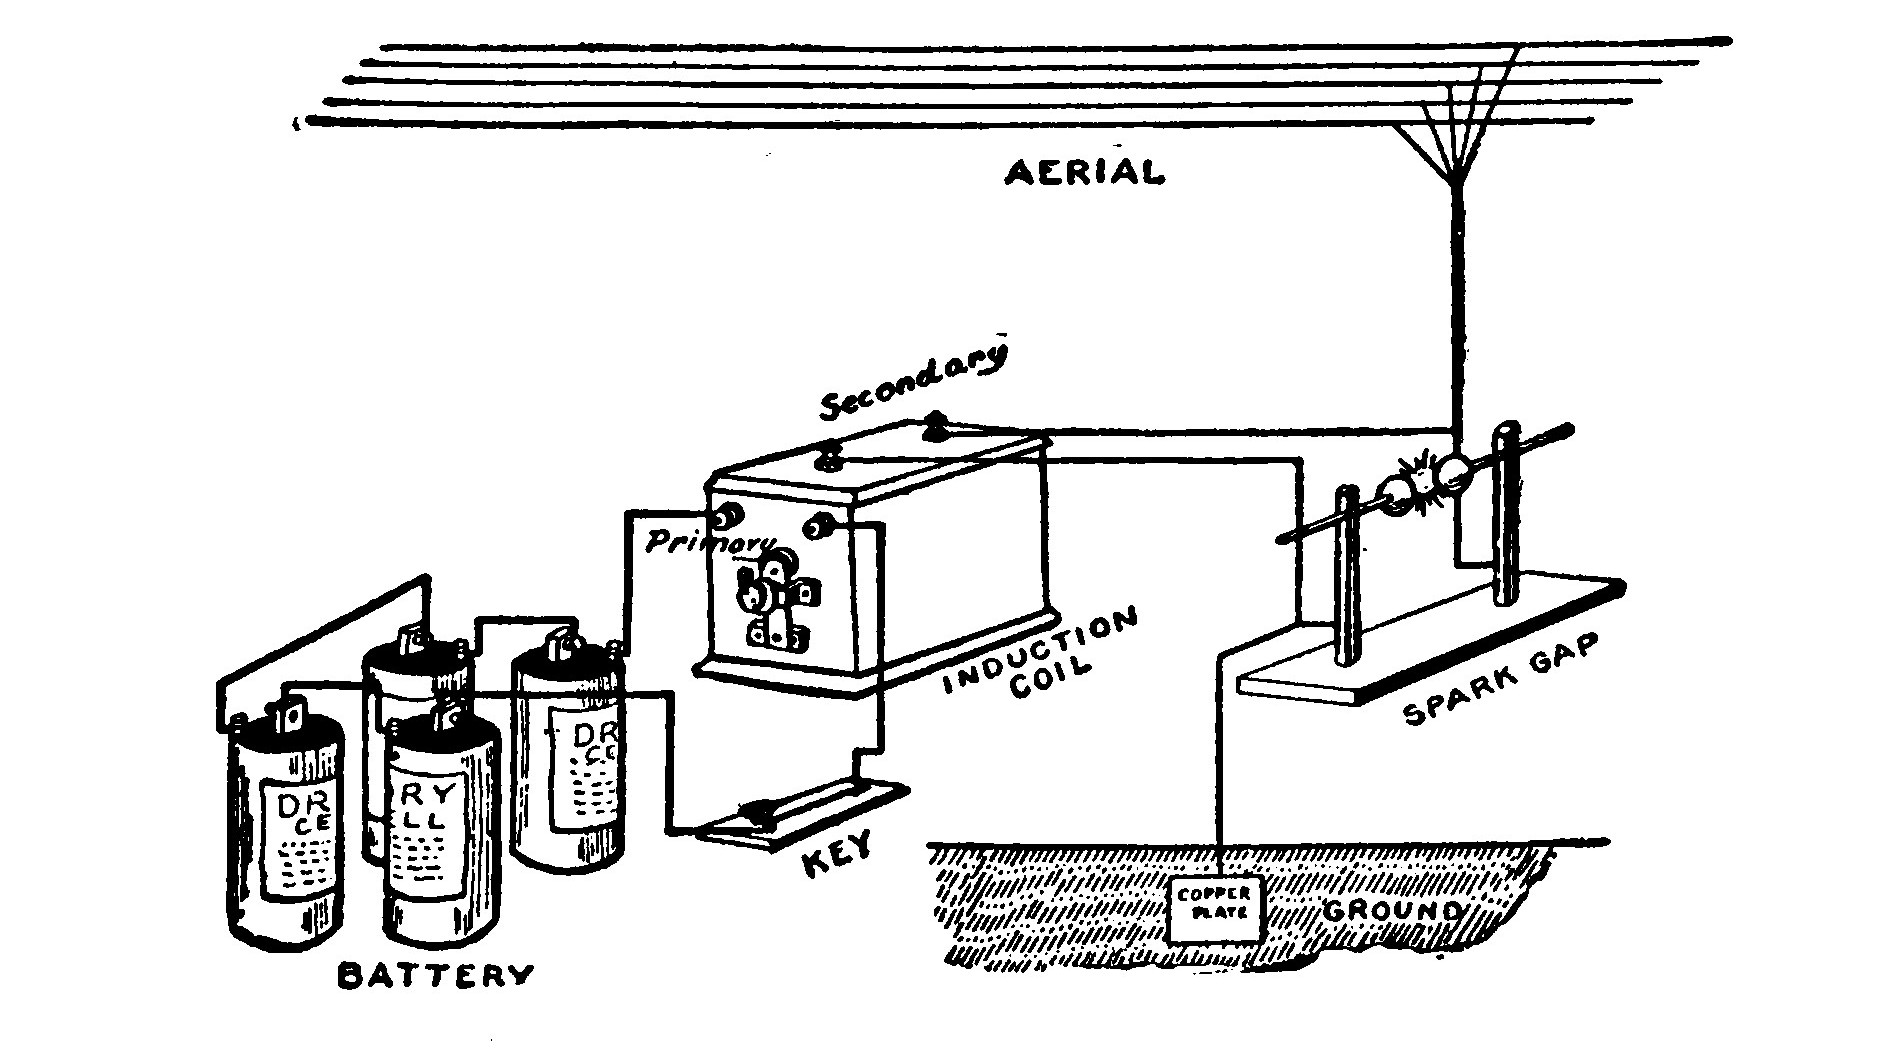 AERIAL
Secondary
Primary
INDUCTION
COIL
SPARK GAP
DR
CE
RY
LL
DR
CE
KEY
COPPER
PLATE
GROUND
BATTERY